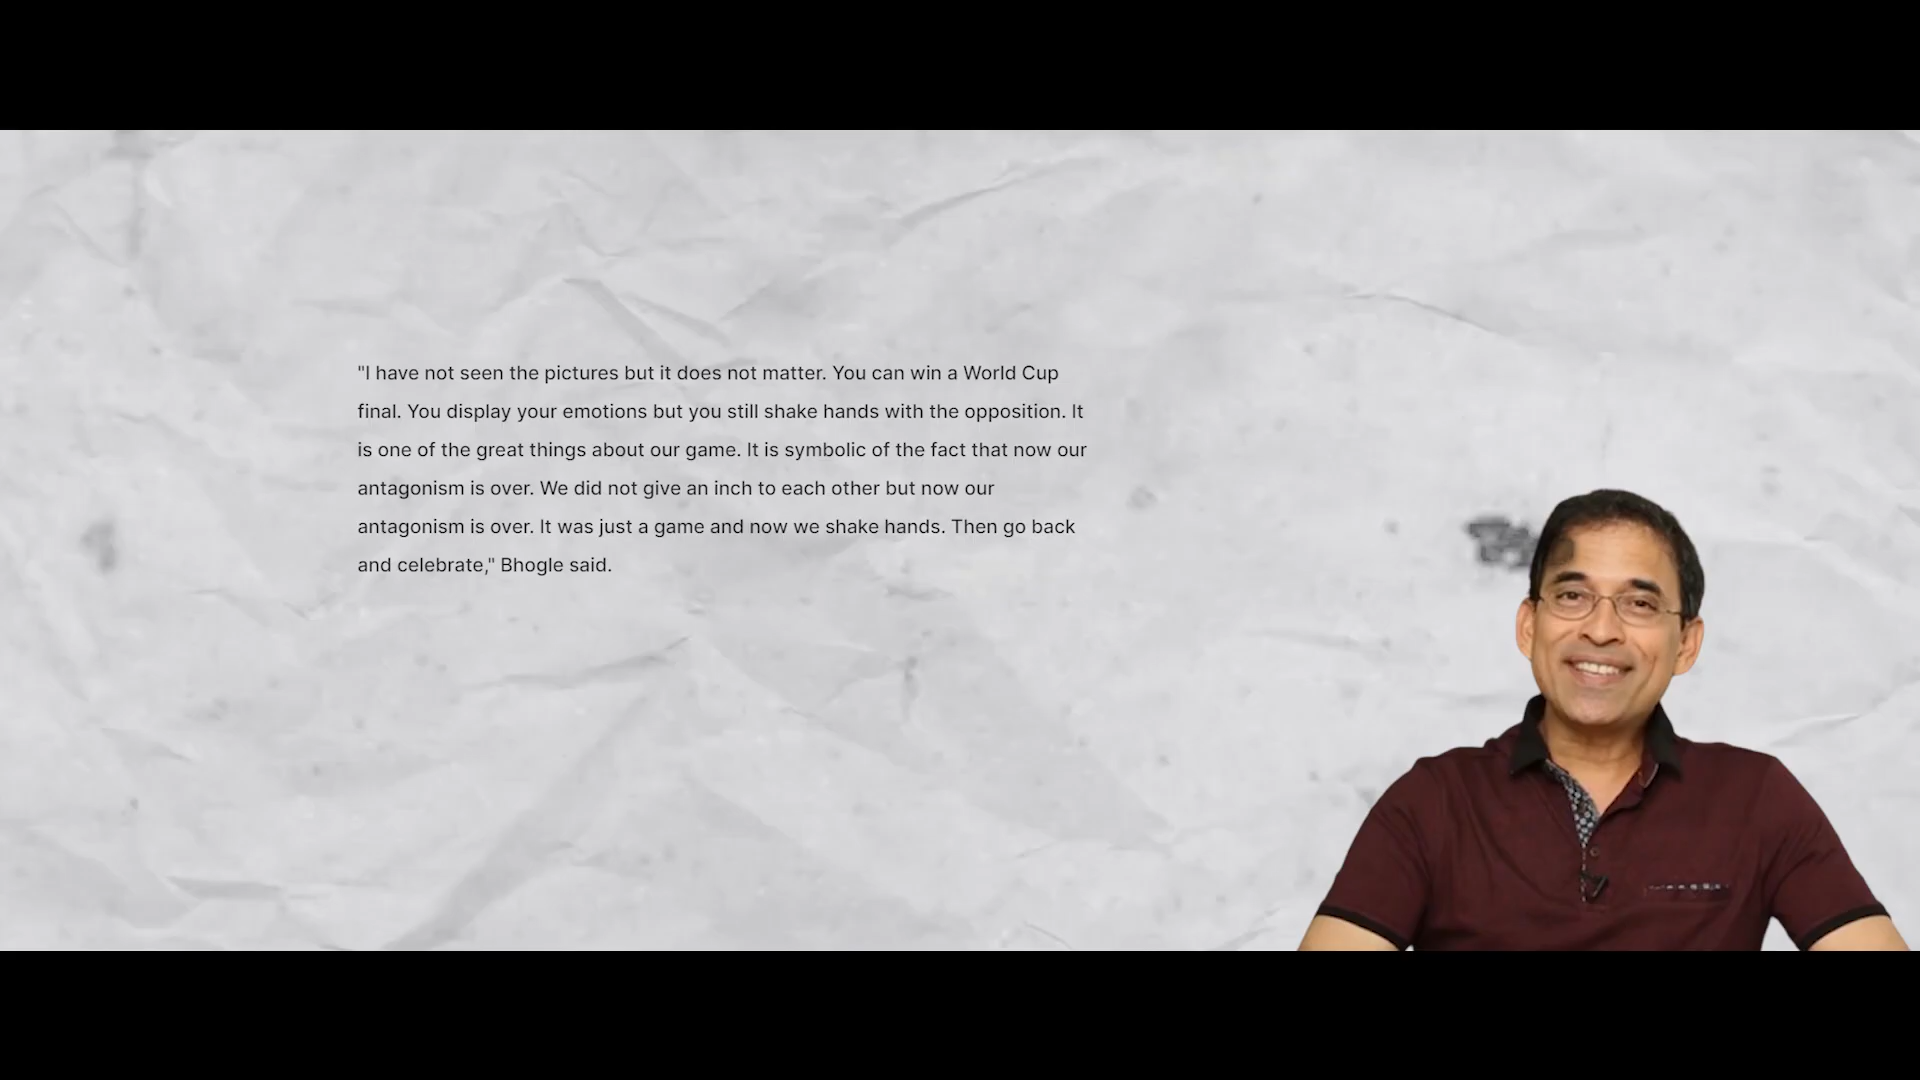 "I have not seen the pictures but it does not matter. You can win a World Cup
final. You display your emotions but you still shake hands with the opposition. It
is one of the great things about our game. It is symbolic of the fact that now our
antagonism is over. We did not give an inch to each other but now our
antagonism is over. It was just a game and now we shake hands. Then go back
and celebrate," Bhogle said.